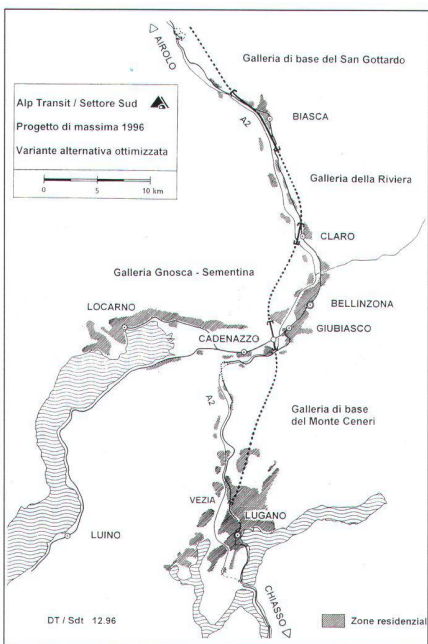 AIROLO
Galleria di base del San Gottardo
Alp Transit / Settore Sud
Progetto di massima 1996
Variante alternativa ottimizzata
0 5 10 km
A2
BIASCA
Galleria della Riviera
CLARO
Galleria Gnosca - Sementina
LOCARNO
BELLINZONA
CADENAZZO
GIUBIASCO
A2
Galleria di base
del Monte Ceneri
VEZIA
LUGANO
LUINO
CHIASSO
DT / Sdt 12.96
Zone residenzial